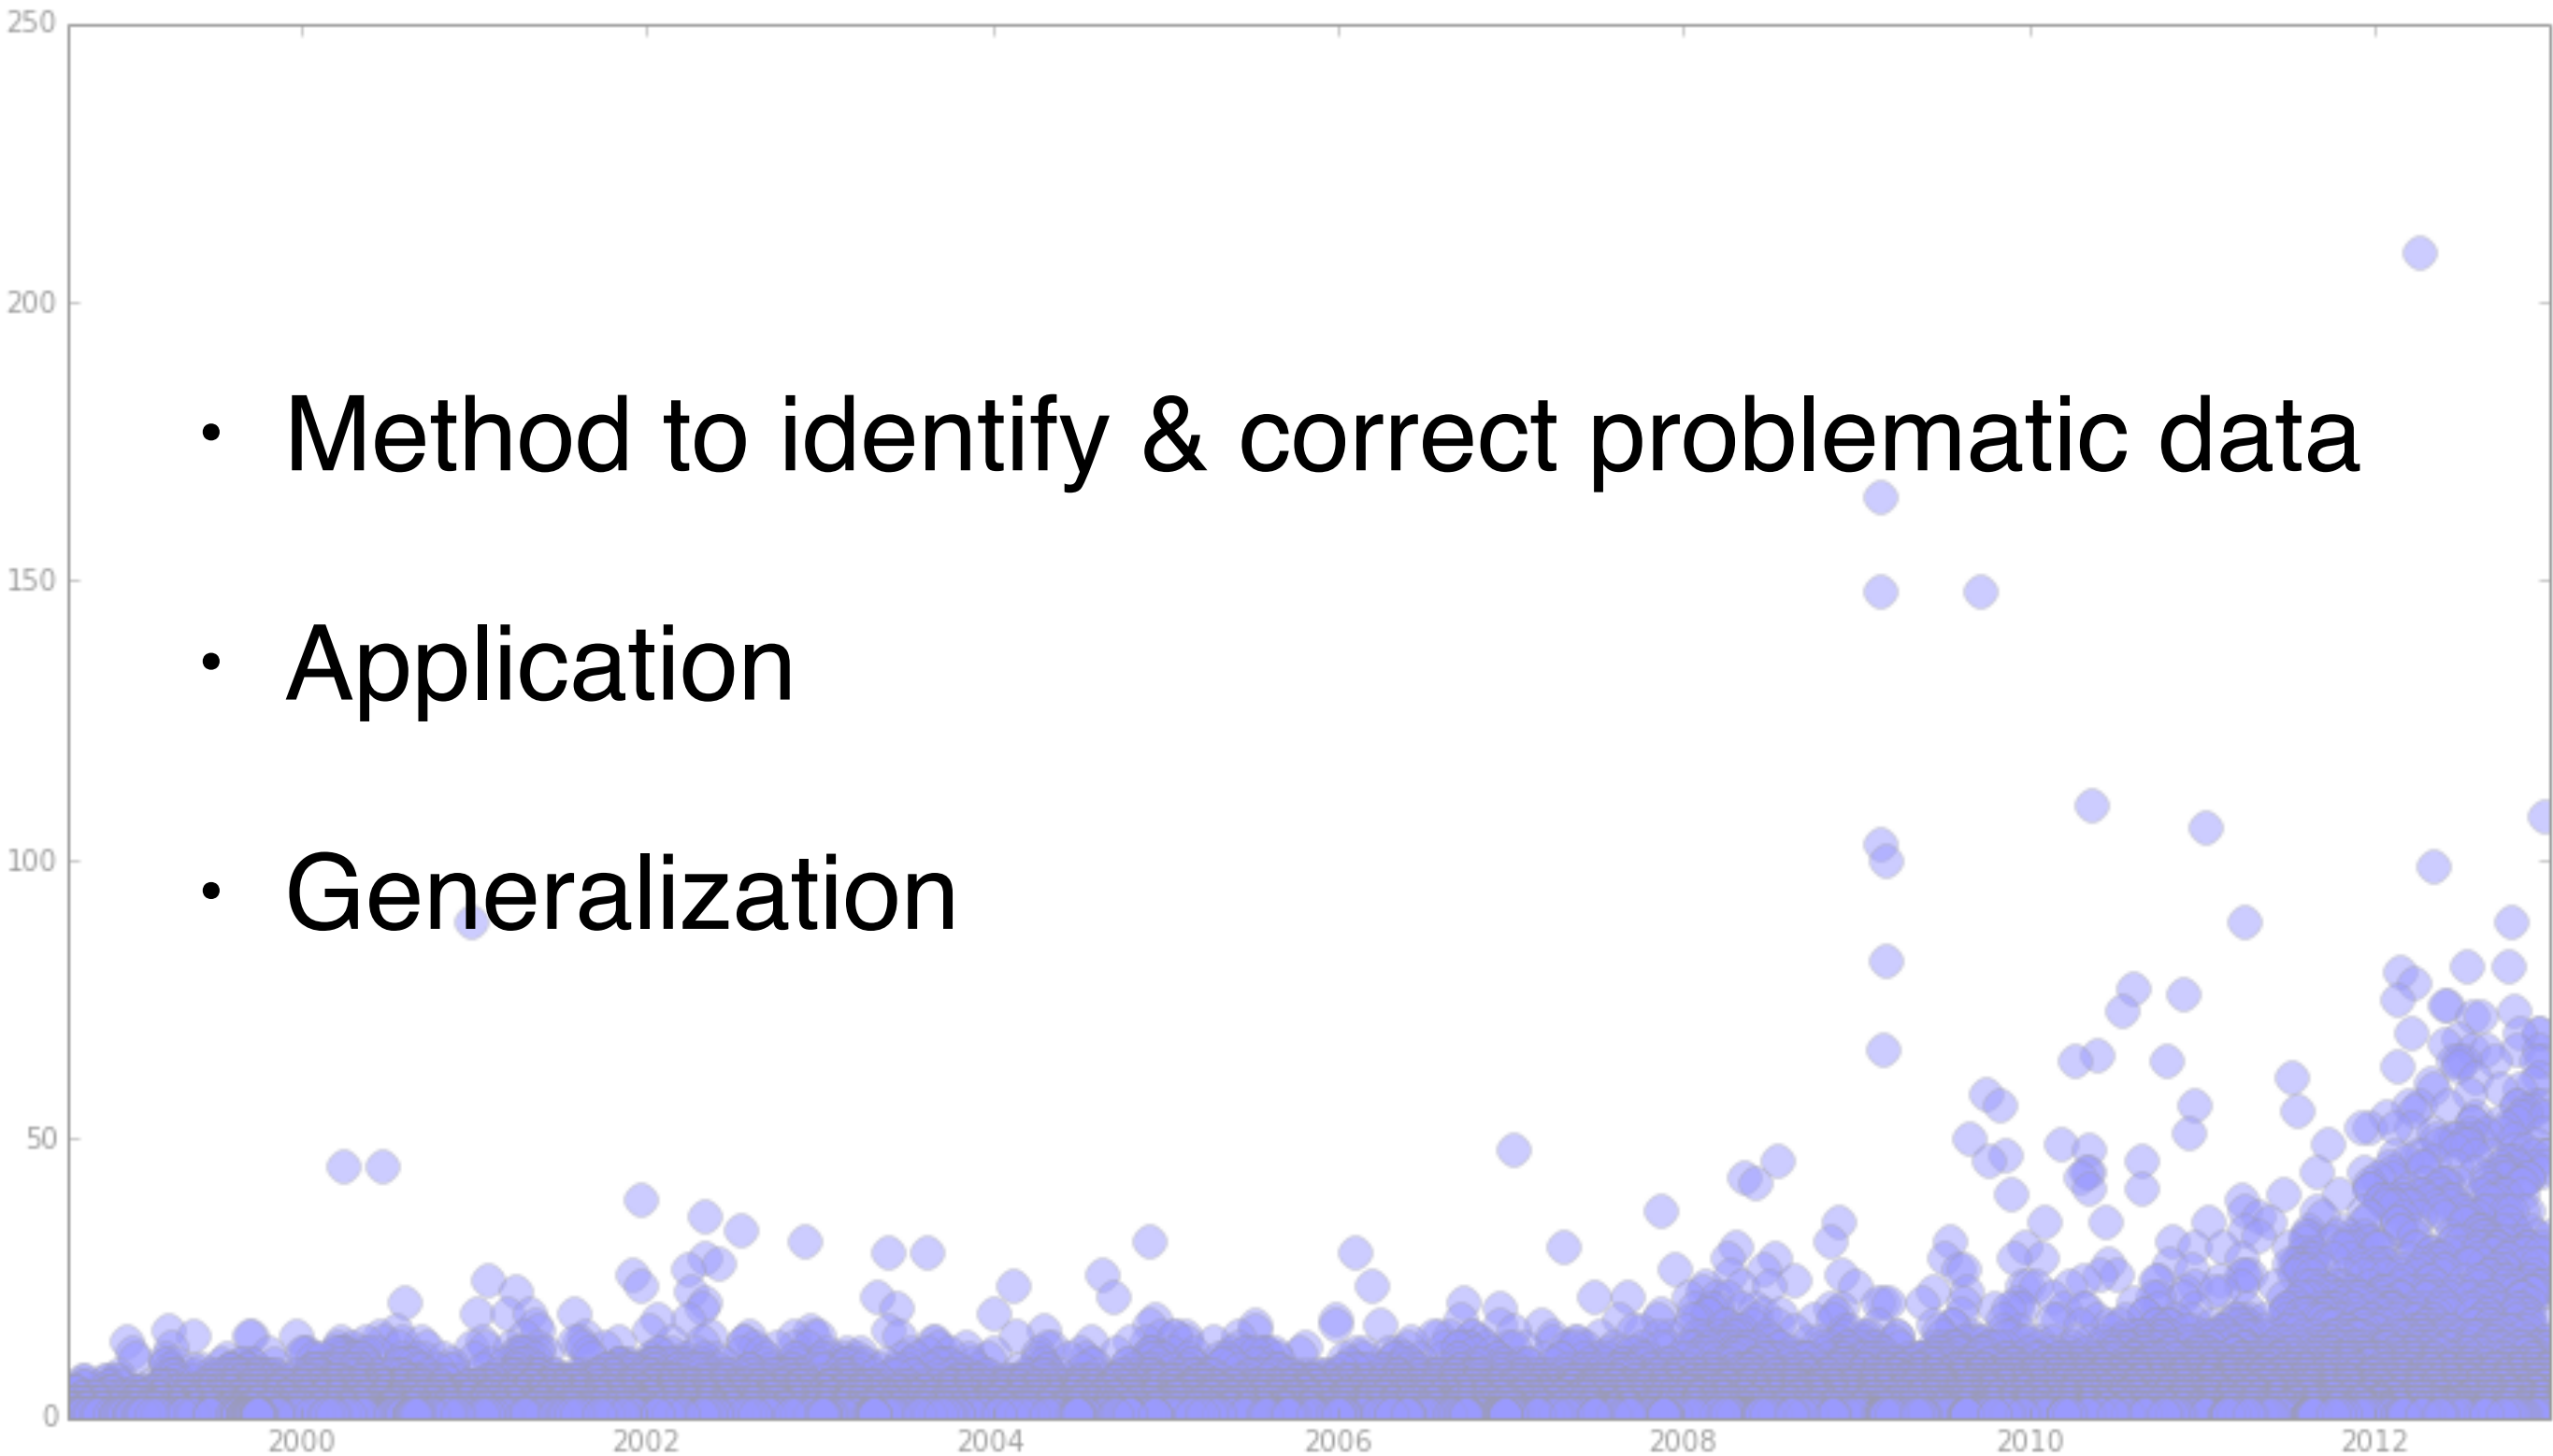 250
200
• Method to identify & correct problematic data
150
• Application
100
• Generalization
50
0
2000 2002 2004 2006 2008 2010 2012